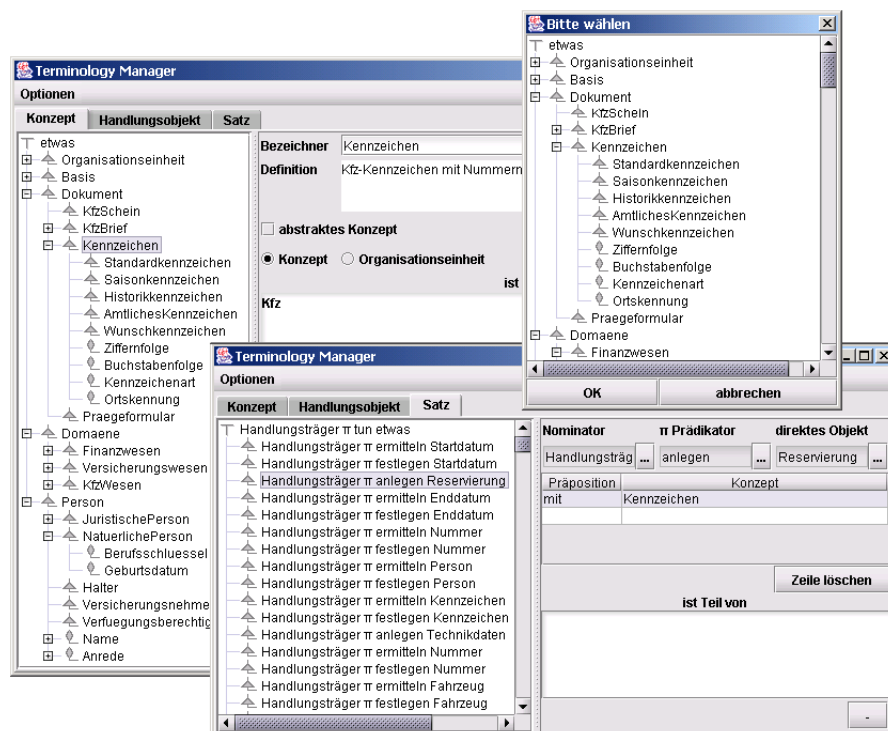 Terminology Manager
Optionen
Konzept Handlungsobjekt Satz
etwas
Organisationseinheit
Basis
Dokument
KfzSchein
KfzBrief
Kennzeichen
Standardkennzeichen
Saisonkennzeichen
Historikkennzeichen
AmtlichesKennzeichen
Wunschkennzeichen
Ziffernfolge
Buchstabenfolge
Kennzeichenart
Ortskennung
Praegeformular
Domaene
Finanzwesen
Versicherungswesen
KfzWesen
Person
JuristischePerson
NatuerlichePerson
Berufsschluessel
Geburtsdatum
Halter
Versicherungsnehme
Verfuegungsberechtig
Name
Anrede
Bezeichner Kennzeichen
Definition Kfz-Kennzeichen mit Nummern
abstraktes Konzept
Konzept Organisationseinheit
ist
Kfz
Bitte wählen
etwas
Organisationseinheit
Basis
Dokument
KfzSchein
KfzBrief
Kennzeichen
Standardkennzeichen
Saisonkennzeichen
Historikkennzeichen
AmtlichesKennzeichen
Wunschkennzeichen
Ziffernfolge
Buchstabenfolge
Kennzeichenart
Ortskennung
Praegeformular
Domaene
Finanzwesen
OK abbrechen
Terminology Manager
Optionen
Konzept Handlungsobjekt Satz
Handlungsträger π tun etwas
Handlungsträger π ermitteln Startdatum
Handlungsträger π festlegen Startdatum
Handlungsträger π anlegen Reservierung
Handlungsträger π ermitteln Enddatum
Handlungsträger π festlegen Enddatum
Handlungsträger π ermitteln Nummer
Handlungsträger π festlegen Nummer
Handlungsträger π ermitteln Person
Handlungsträger π festlegen Person
Handlungsträger π ermitteln Kennzeichen
Handlungsträger π festlegen Kennzeichen
Handlungsträger π anlegen Technikdaten
Handlungsträger π ermitteln Nummer
Handlungsträger π festlegen Nummer
Handlungsträger π ermitteln Fahrzeug
Handlungsträger π festlegen Fahrzeug
Nominator π Prädikator direktes Objekt
Handlungsträg ... anlegen ... Reservierung ...
Präposition Konzept
mit Kennzeichen
Zeile löschen
ist Teil von
-